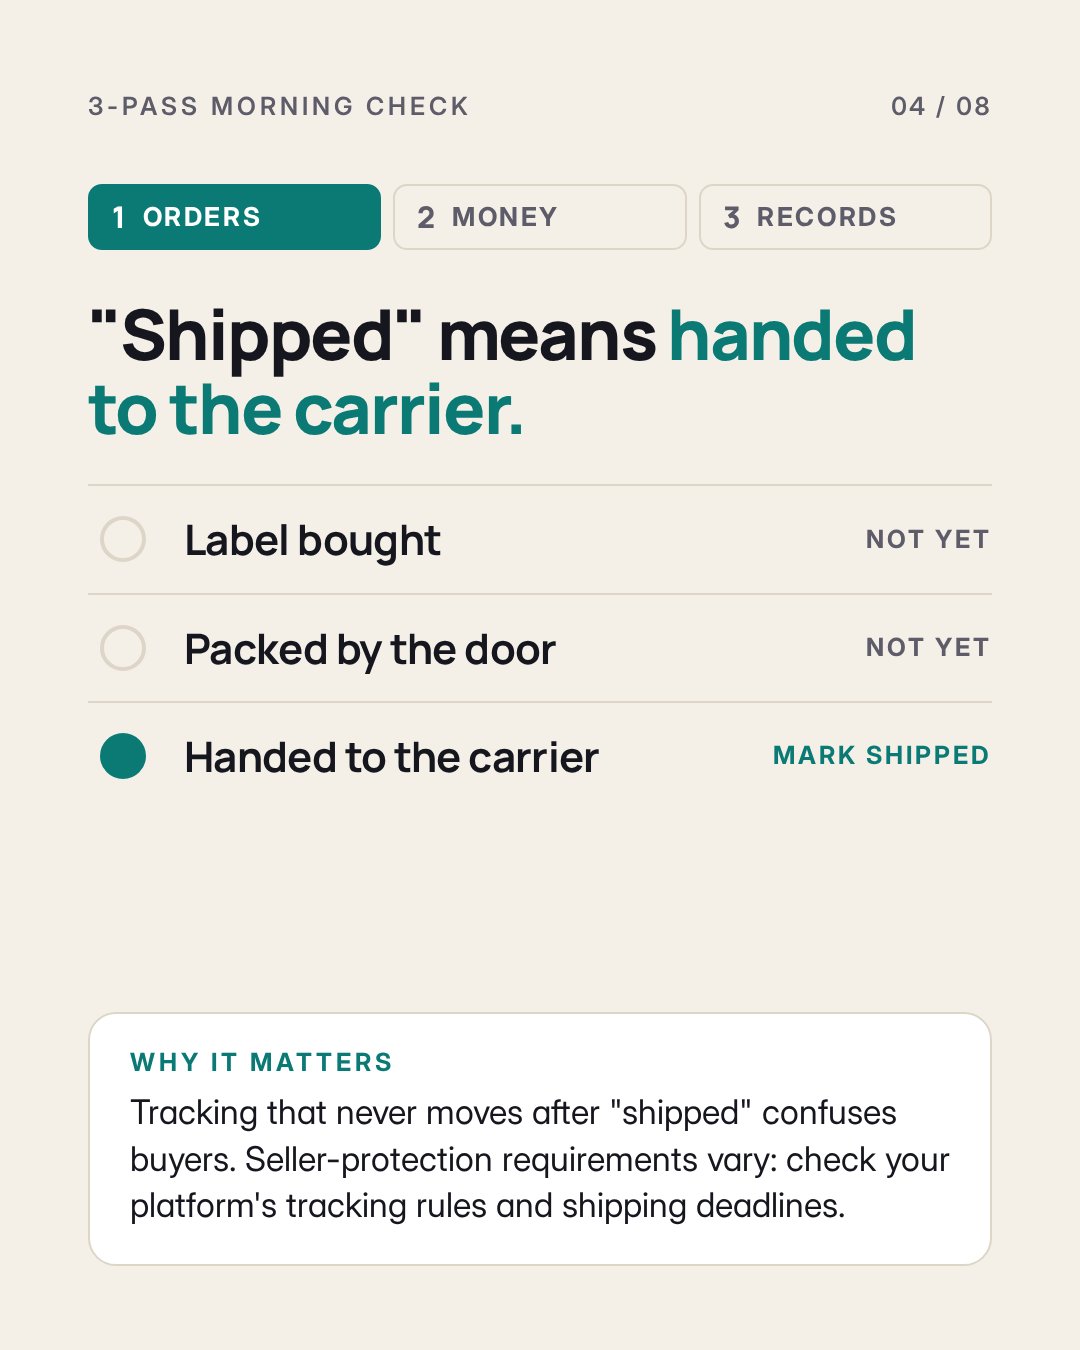 3-PASS MORNING CHECK
04 / 08
1 ORDERS
2 MONEY
3 RECORDS
"Shipped" means handed
to the carrier.
Label bought
NOT YET
Packed by the door
NOT YET
Handed to the carrier
MARK SHIPPED
WHY IT MATTERS
Tracking that never moves after "shipped" confuses
buyers. Seller-protection requirements vary: check your
platform's tracking rules and shipping deadlines.